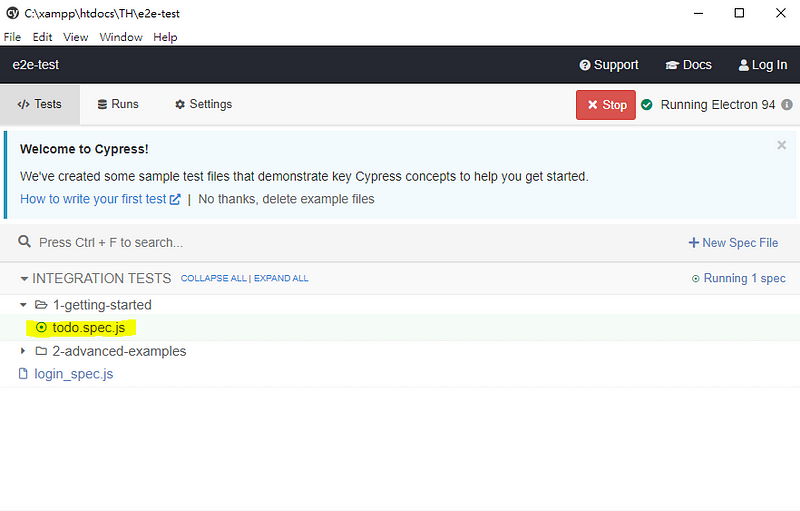 C:\xampp\htdocs\TH\e2e-test
File Edit View Window Help
e2e-test Support Docs Log In
Tests Runs Settings Stop Running Electron 94
Welcome to Cypress!
We've created some sample test files that demonstrate key Cypress concepts to help you get started.
How to write your first test | No thanks, delete example files
Press Ctrl + F to search... New Spec File
INTEGRATION TESTS COLLAPSE ALL | EXPAND ALL Running 1 spec
1-getting-started
todo.spec.js
2-advanced-examples
login_spec.js